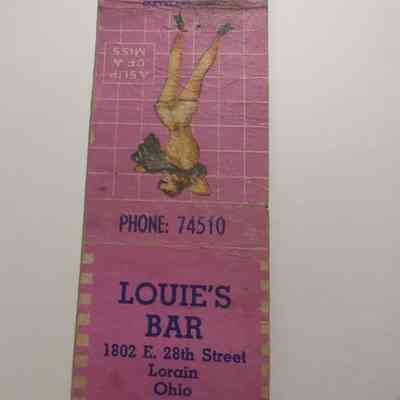 A SLIP
OF A
MISS
PHONE: 74510
LOUIE'S
BAR
1802 E. 28th Street
Lorain
Ohio